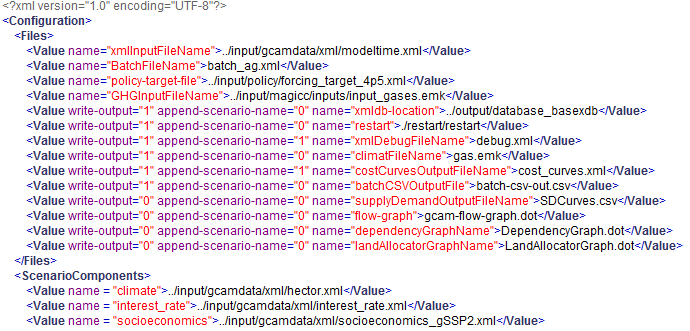 <?xml version="1.0" encoding="UTF-8"?>
<Configuration>
<Files>
<Value name="xmlInputFileName">../input/gcamdata/xml/modeltime.xml</Value>
<Value name="BatchFileName">batch_ag.xml</Value>
<Value name="policy-target-file">../input/policy/forcing_target_4p5.xml</Value>
<Value name="GHGInputFileName">../input/magicc/inputs/input_gases.emk</Value>
<Value write-output="1" append-scenario-name="0" name="xmldb-location">../output/database_basexdb</Value>
<Value write-output="1" append-scenario-name="0" name="restart">./restart/restart</Value>
<Value write-output="1" append-scenario-name="1" name="xmlDebugFileName">debug.xml</Value>
<Value write-output="1" append-scenario-name="0" name="climatFileName">gas.emk</Value>
<Value write-output="1" append-scenario-name="1" name="costCurvesOutputFileName">cost_curves.xml</Value>
<Value write-output="1" append-scenario-name="0" name="batchCSVOutputFile">batch-csv-out.csv</Value>
<Value write-output="0" append-scenario-name="0" name="supplyDemandOutputFileName">SDCurves.csv</Value>
<Value write-output="0" append-scenario-name="0" name="flow-graph">gcam-flow-graph.dot</Value>
<Value write-output="0" append-scenario-name="0" name="dependencyGraphName">DependencyGraph.dot</Value>
<Value write-output="0" append-scenario-name="0" name="landAllocatorGraphName">LandAllocatorGraph.dot</Value>
</Files>
<ScenarioComponents>
<Value name = "climate">../input/gcamdata/xml/hector.xml</Value>
<Value name = "interest_rate">../input/gcamdata/xml/interest_rate.xml</Value>
<Value name = "socioeconomics">../input/gcamdata/xml/socioeconomics_gSSP2.xml</Value>